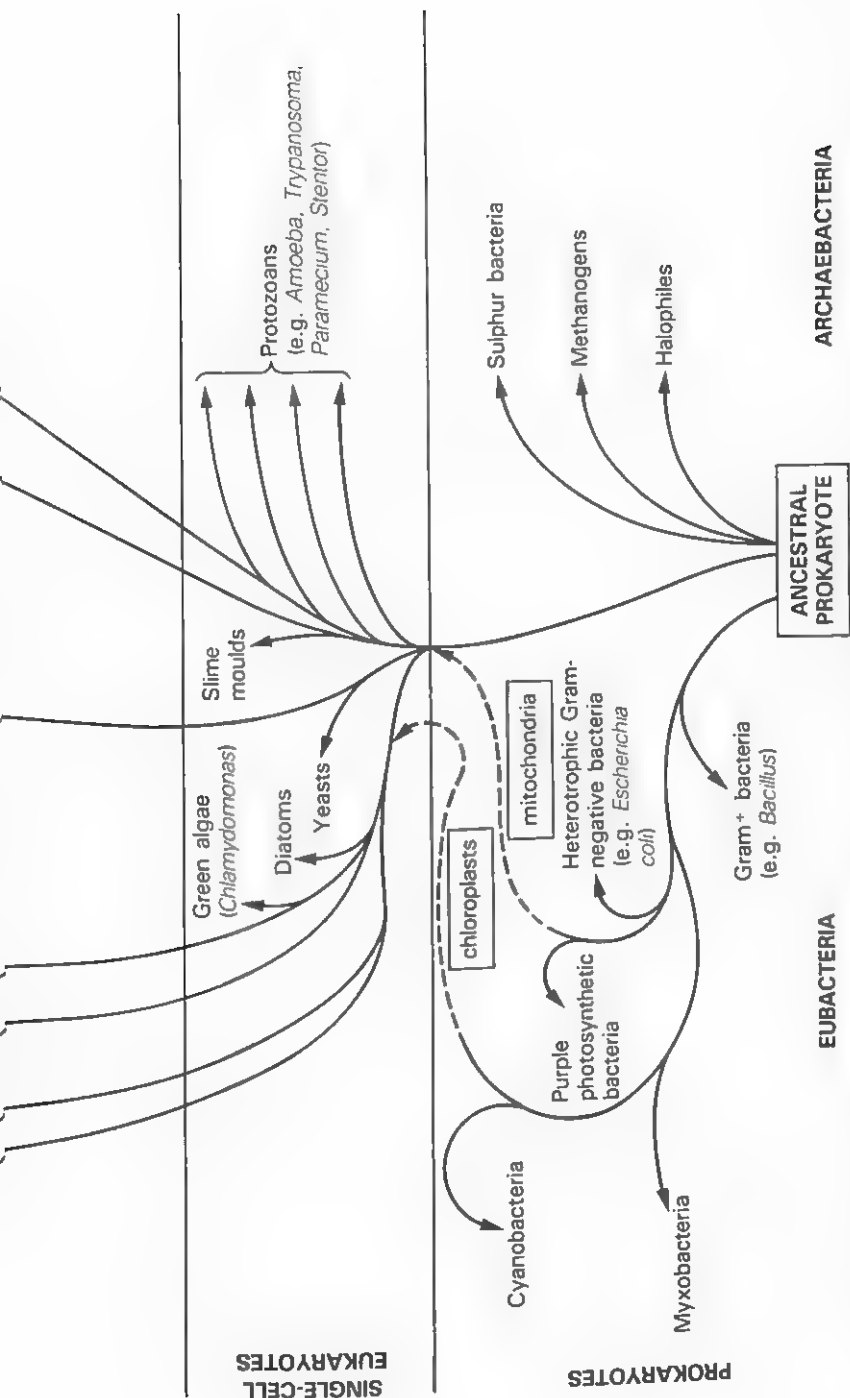 SINGLE-CELL
EUKARYOTES
PROKARYOTES
Green algae
(Chlamydomonas)
Diatoms
Yeasts
Slime
moulds
Protozoans
(e.g. Amoeba, Trypanosoma,
Paramecium, Stentor)
chloroplasts
mitochondria
Cyanobacteria
Purple
photosynthetic
bacteria
Heterotrophic Gram-
negative bacteria
(e.g. Escherichia
coli)
Myxobacteria
Gram+ bacteria
(e.g. Bacillus)
Sulphur bacteria
Methanogens
Halophiles
ANCESTRAL
PROKARYOTE
EUBACTERIA
ARCHAEBACTERIA